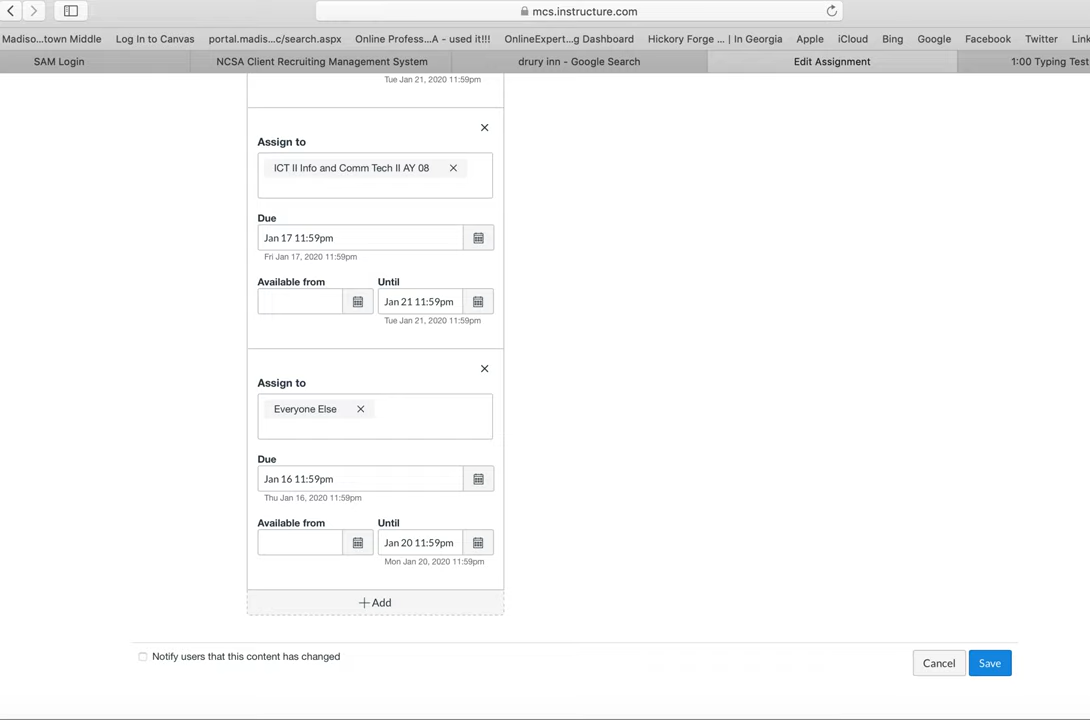 mcs.instructure.com
Madiso...town Middle Log In to Canvas portal.madis...c/search.aspx Online Profess...A - used it!!! OnlineExpert...g Dashboard Hickory Forge ... | In Georgia Apple iCloud Bing Google Facebook Twitter Link
SAM Login NCSA Client Recruiting Management System drury inn - Google Search Edit Assignment 1:00 Typing Test
Tue Jan 21, 2020 11:59pm
Assign to
ICT II Info and Comm Tech II AY 08
Due
Jan 17 11:59pm
Fri Jan 17, 2020 11:59pm
Available from Until
Jan 21 11:59pm
Tue Jan 21, 2020 11:59pm
Assign to
Everyone Else
Due
Jan 16 11:59pm
Thu Jan 16, 2020 11:59pm
Available from Until
Jan 20 11:59pm
Mon Jan 20, 2020 11:59pm
+ Add
Notify users that this content has changed
Cancel Save